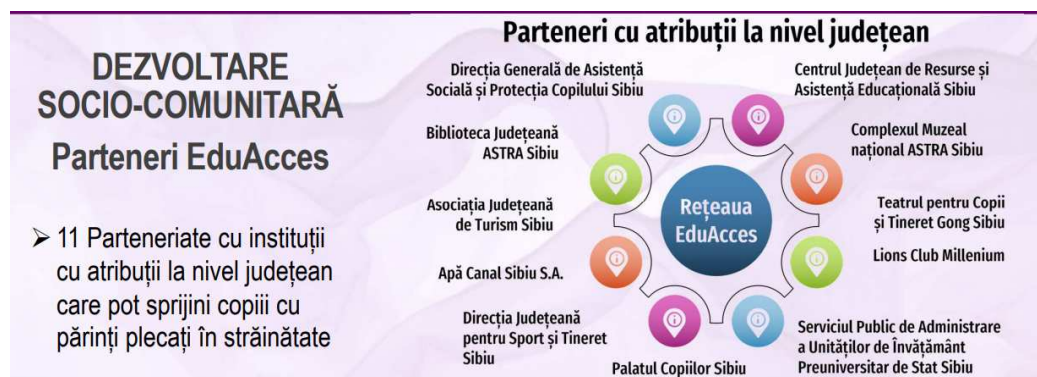 DEZVOLTARE
SOCIO-COMUNITARĂ
Parteneri EduAcces
➢ 11 Parteneriate cu instituții
cu atribuții la nivel județean
care pot sprijini copiii cu
părinți plecați în străinătate
Parteneri cu atribuții la nivel județean
Direcția Generală de Asistență
Socială și Protecția Copilului Sibiu
Biblioteca Județeană
ASTRA Sibiu
Asociația Județeană
de Turism Sibiu
Apă Canal Sibiu S.A.
Direcția Județeană
pentru Sport și Tineret
Sibiu
Palatul Copiilor Sibiu
Rețeaua
EduAcces
Centrul Județean de Resurse și
Asistență Educațională Sibiu
Complexul Muzeal
național ASTRA Sibiu
Teatrul pentru Copii
și Tineret Gong Sibiu
Lions Club Millenium
Serviciul Public de Administrare
a Unităților de Învățământ
Preuniversitar de Stat Sibiu